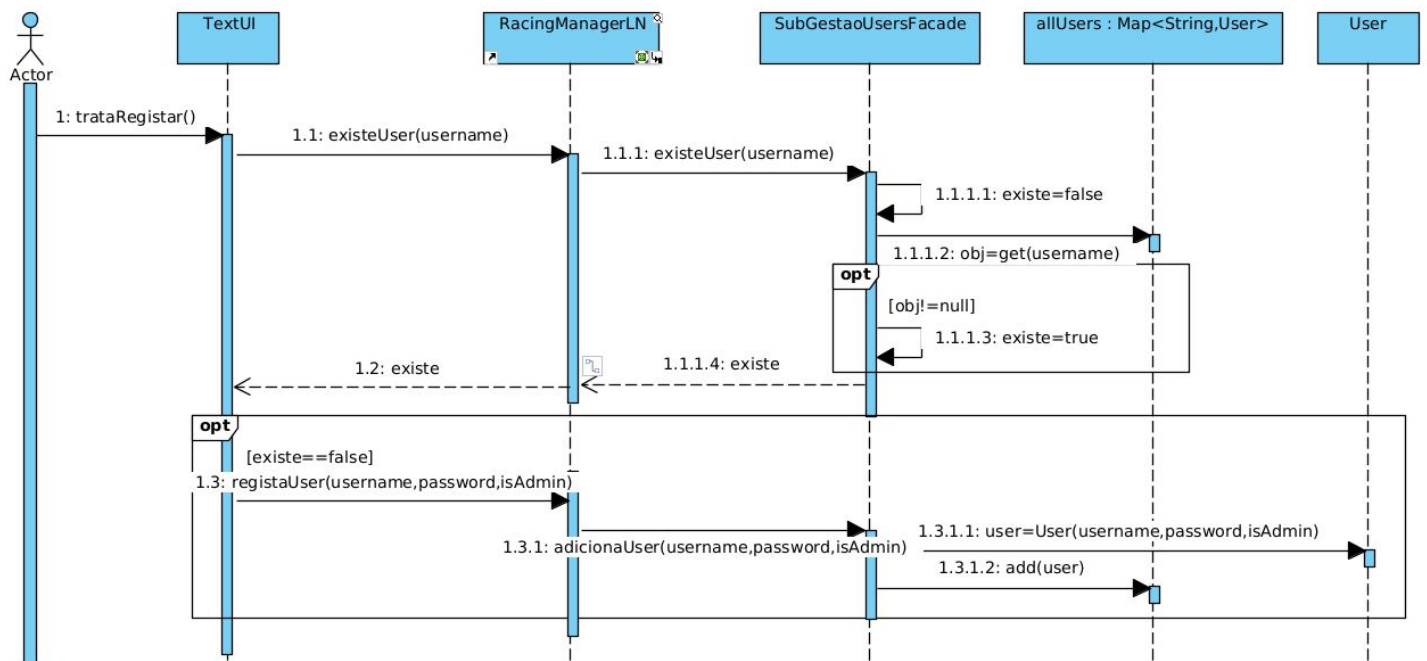 TextUI
RacingManagerLN
SubGestaoUsersFacade
allUsers : Map<String,User>
User
Actor
1: trataRegistar()
1.1: existeUser(username)
1.1.1: existeUser(username)
1.1.1.1: existe=false
1.1.1.2: obj=get(username)
opt
[obj!=null]
1.1.1.3: existe=true
1.1.1.4: existe
1.2: existe
opt
[existe==false]
1.3: registaUser(username,password,isAdmin)
1.3.1: adicionaUser(username,password,isAdmin)
1.3.1.1: user=User(username,password,isAdmin)
1.3.1.2: add(user)